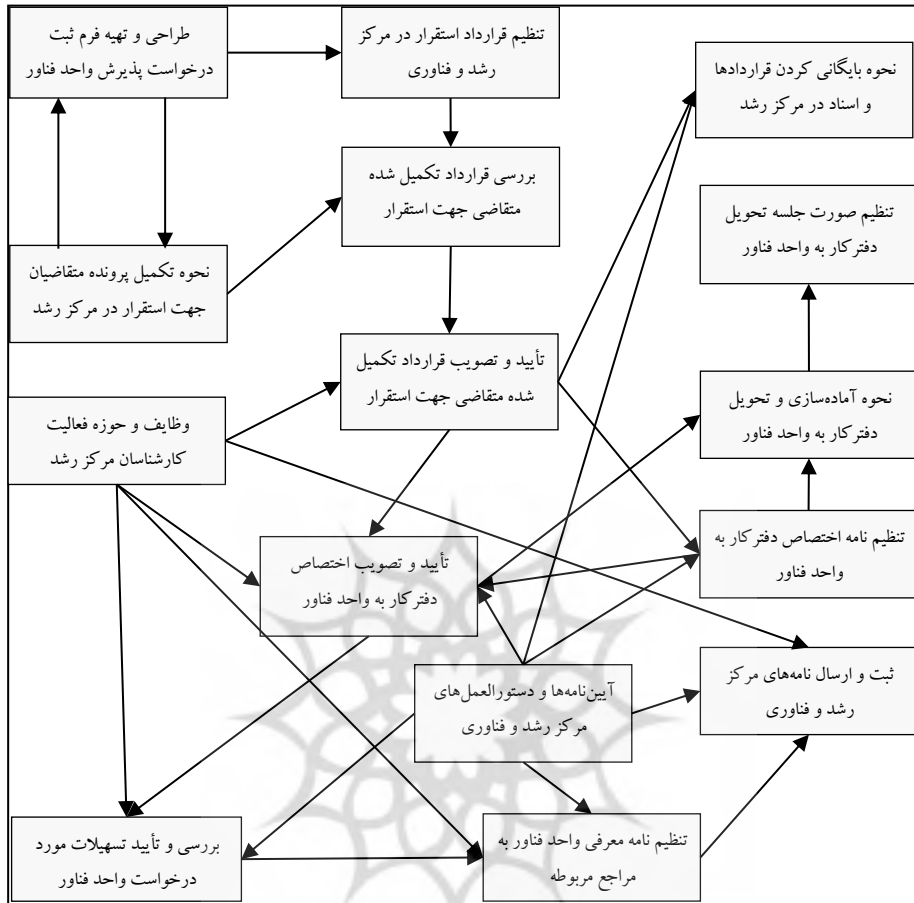 طراحی و تهیه فرم ثبت
درخواست پذیرش واحد فناور
تنظیم قرارداد استقرار در مرکز
رشد و فناوری
نحوه بایگانی کردن قراردادها
و اسناد در مرکز رشد
بررسی قرارداد تکمیل شده
متقاضی جهت استقرار
تنظیم صورت جلسه تحویل
دفترکار به واحد فناور
نحوه تکمیل پرونده متقاضیان
جهت استقرار در مرکز رشد
تأیید و تصویب قرارداد تکمیل
شده متقاضی جهت استقرار
نحوه آماده‌سازی و تحویل
دفترکار به واحد فناور
وظایف و حوزه فعالیت
کارشناسان مرکز رشد
تنظیم نامه اختصاص دفترکار به
واحد فناور
تأیید و تصویب اختصاص
دفترکار به واحد فناور
ثبت و ارسال نامه‌های مرکز
رشد و فناوری
آیین‌نامه‌ها و دستورالعمل‌های
مرکز رشد و فناوری
بررسی و تأیید تسهیلات مورد
درخواست واحد فناور
تنظیم نامه معرفی واحد فناور به
مراجع مربوطه